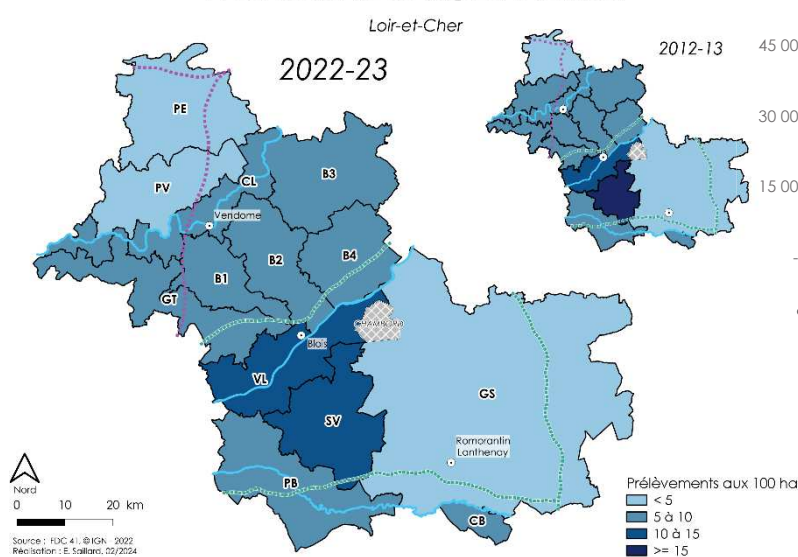 Loir-et-Cher
2022-23
2012-13
45 00
30 00
15 00
PE
PV
CL
B3
Vendome
B1
B2
B4
GT
CHAMBORD
Blois
VL
SV
GS
Romorantin
Lanthenay
PB
CB
Nord
0 10 20 km
Source : FDC 41, ©IGN 2022
Réalisation : E. Saillard, 02/2024
Prélèvements aux 100 ha
< 5
5 à 10
10 à 15
>= 15